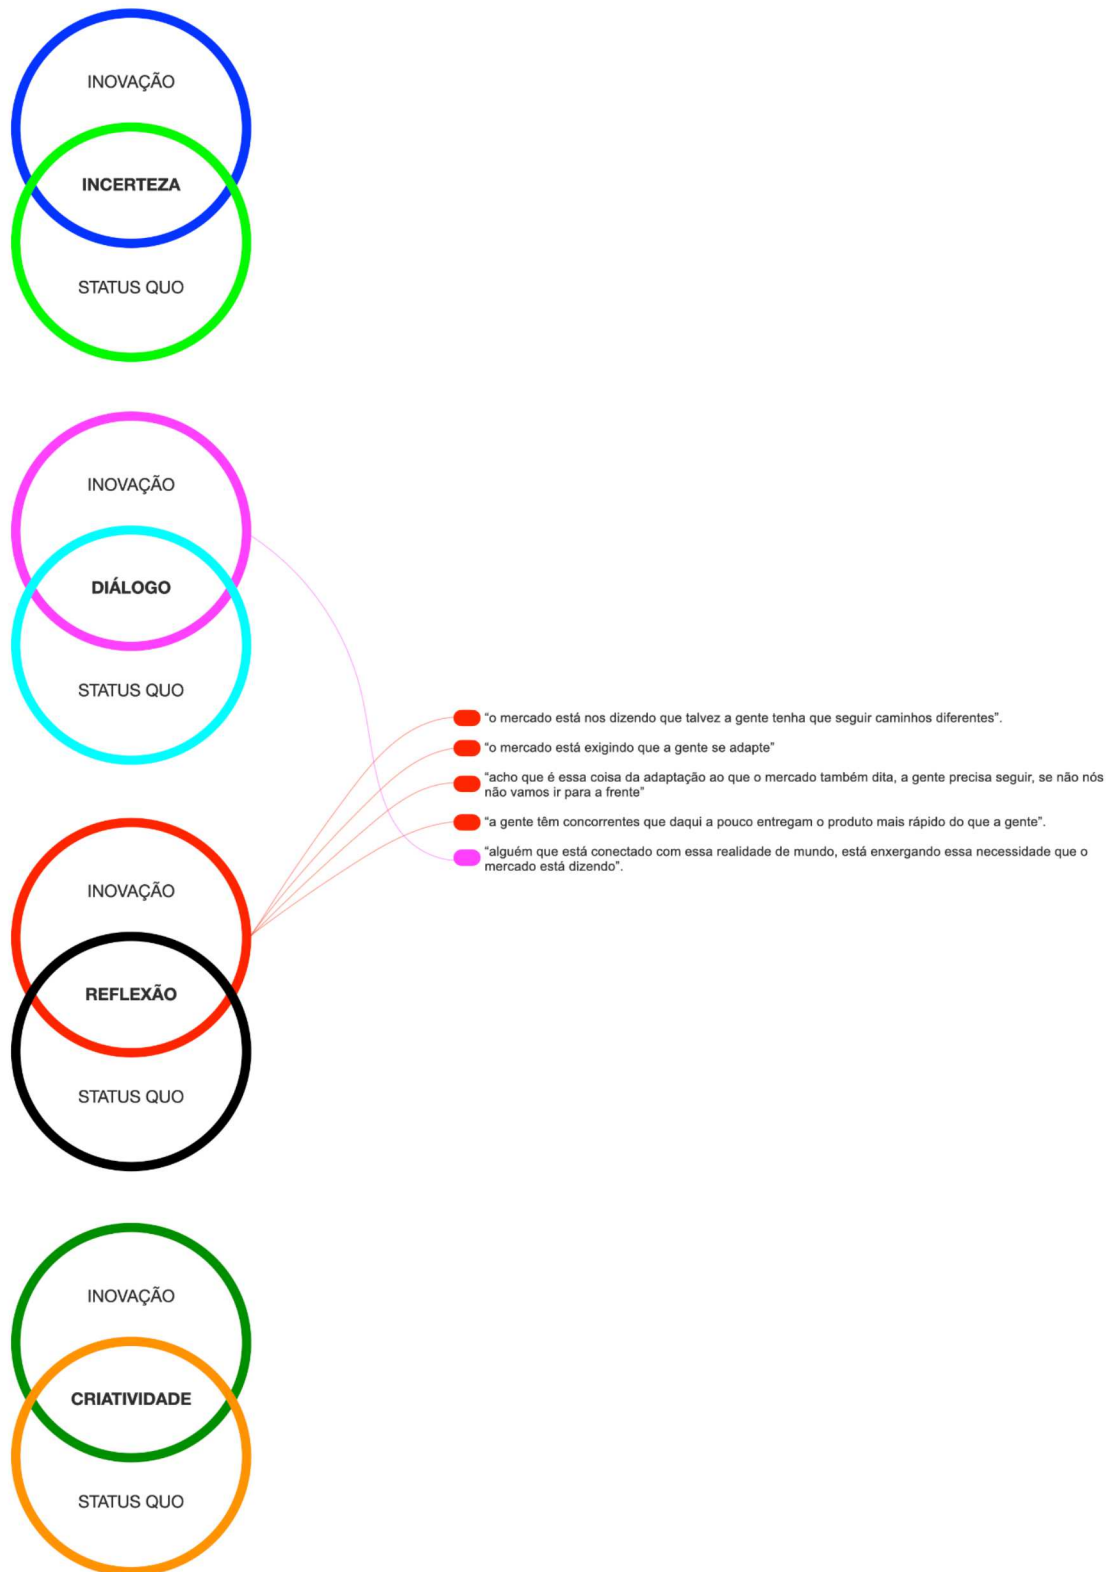 INOVAÇÃO
INCERTEZA
STATUS QUO
INOVAÇÃO
DIÁLOGO
STATUS QUO
“o mercado está nos dizendo que talvez a gente tenha que seguir caminhos diferentes”.
“o mercado está exigindo que a gente se adapte”
“acho que é essa coisa da adaptação ao que o mercado também dita, a gente precisa seguir, se não nós
não vamos ir para a frente”
“a gente têm concorrentes que daqui a pouco entregam o produto mais rápido do que a gente”.
“alguém que está conectado com essa realidade de mundo, está enxergando essa necessidade que o
mercado está dizendo”.
INOVAÇÃO
REFLEXÃO
STATUS QUO
INOVAÇÃO
CRIATIVIDADE
STATUS QUO